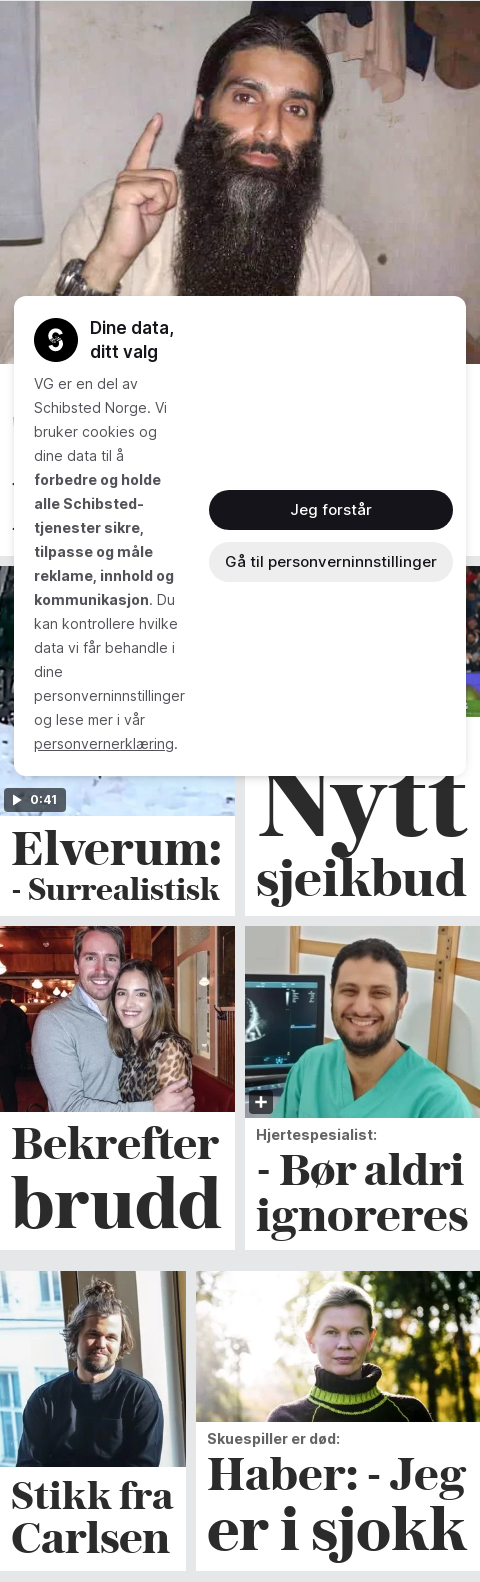 Dine data,
ditt valg
VG er en del av
Schibsted Norge. Vi
bruker cookies og
dine data til å
forbedre og holde
alle Schibsted-
tjenester sikre,
tilpasse og måle
reklame, innhold og
kommunikasjon. Du
kan kontrollere hvilke
data vi får behandle i
dine
personverninnstillinger
og lese mer i vår
personvernerklæring.
Jeg forstår
Gå til personverninnstillinger
0:41
Elverum:
- Surrealistisk
Nytt
sjeikbud
Bekrefter
brudd
Hjertespesialist:
- Bør aldri
ignoreres
Stikk fra
Carlsen
Skuespiller er død:
Haber: - Jeg
er i sjokk